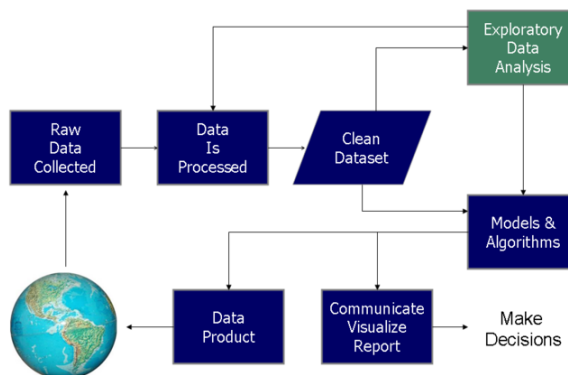 Exploratory
Data
Analysis
Raw
Data
Collected
Data
Is
Processed
Clean
Dataset
Models &
Algorithms
Data
Product
Communicate
Visualize
Report
Make
Decisions